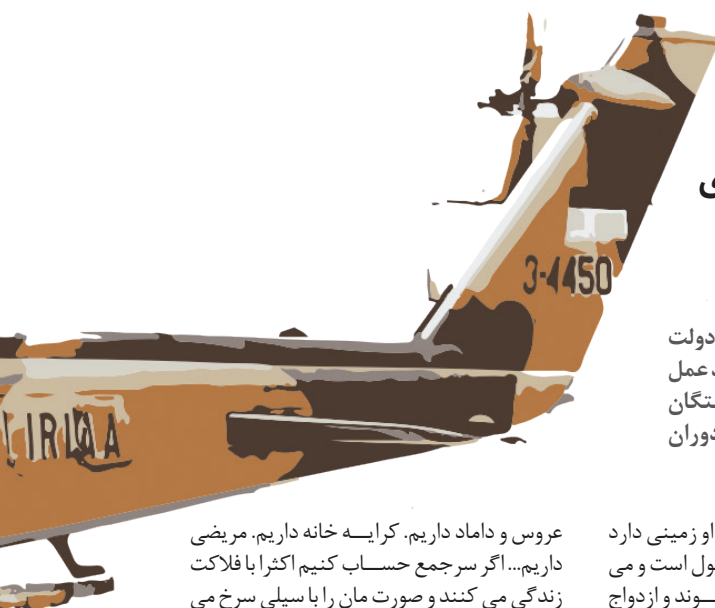 3-4450
IRIAA
دولت
عمل
دوران
او زمینی دارد
ول است و می
وند و ازدواج
عروس و داماد داریم. کرایه خانه داریم. مریضی
داریم... اگر سرجمع حساب کنیم اکثرا با فلاکت
زندگی می کنند و صورت مان را با سیلی سرخ می